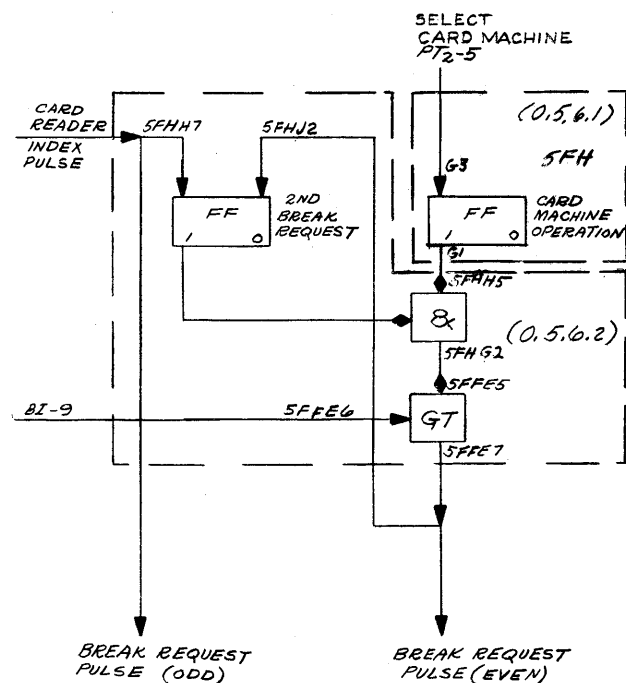 SELECT
CARD MACHINE
PT2-5
CARD
READER
INDEX
PULSE
5FHH7
5FHJ2
(0.5.6.1)
5FH
G3
FF
1 0
2ND
BREAK
REQUEST
FF
1 0
CARD
MACHINE
OPERATION
G1
5FHH5
&
(0.5.6.2)
5FHG2
5FFE5
BI-9
5FFE6
GT
5FFE7
BREAK REQUEST
PULSE (ODD)
BREAK REQUEST
PULSE (EVEN)